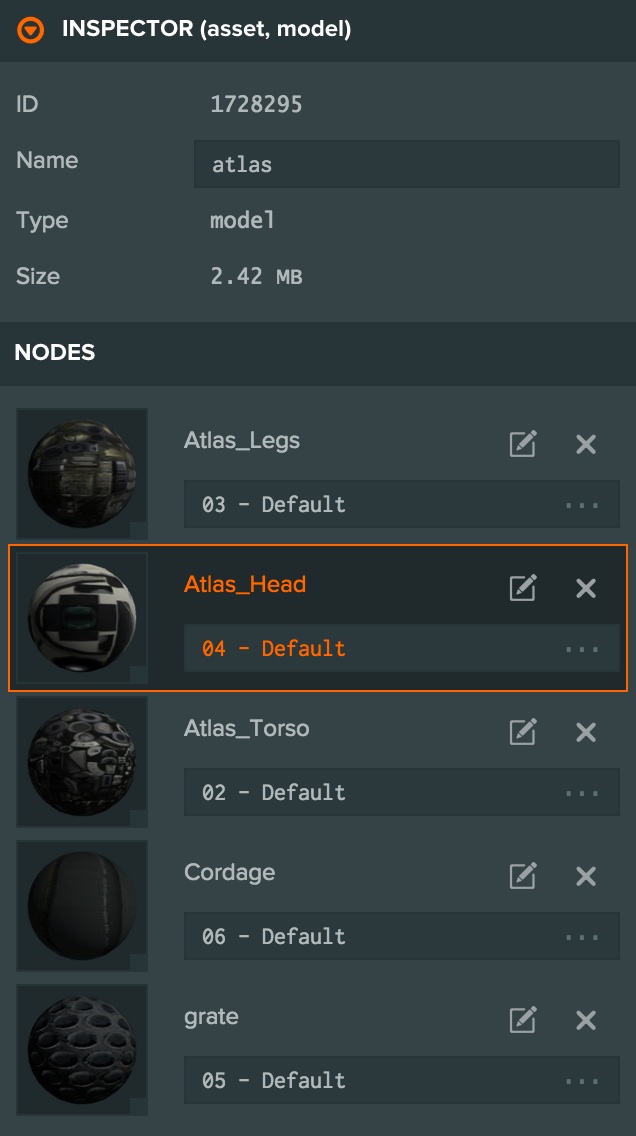 INSPECTOR (asset, model)
ID 1728295
Name atlas
Type model
Size 2.42 MB
NODES
Atlas_Legs
03 - Default ...
Atlas_Head
04 - Default ...
Atlas_Torso
02 - Default ...
Cordage
06 - Default ...
grate
05 - Default ...